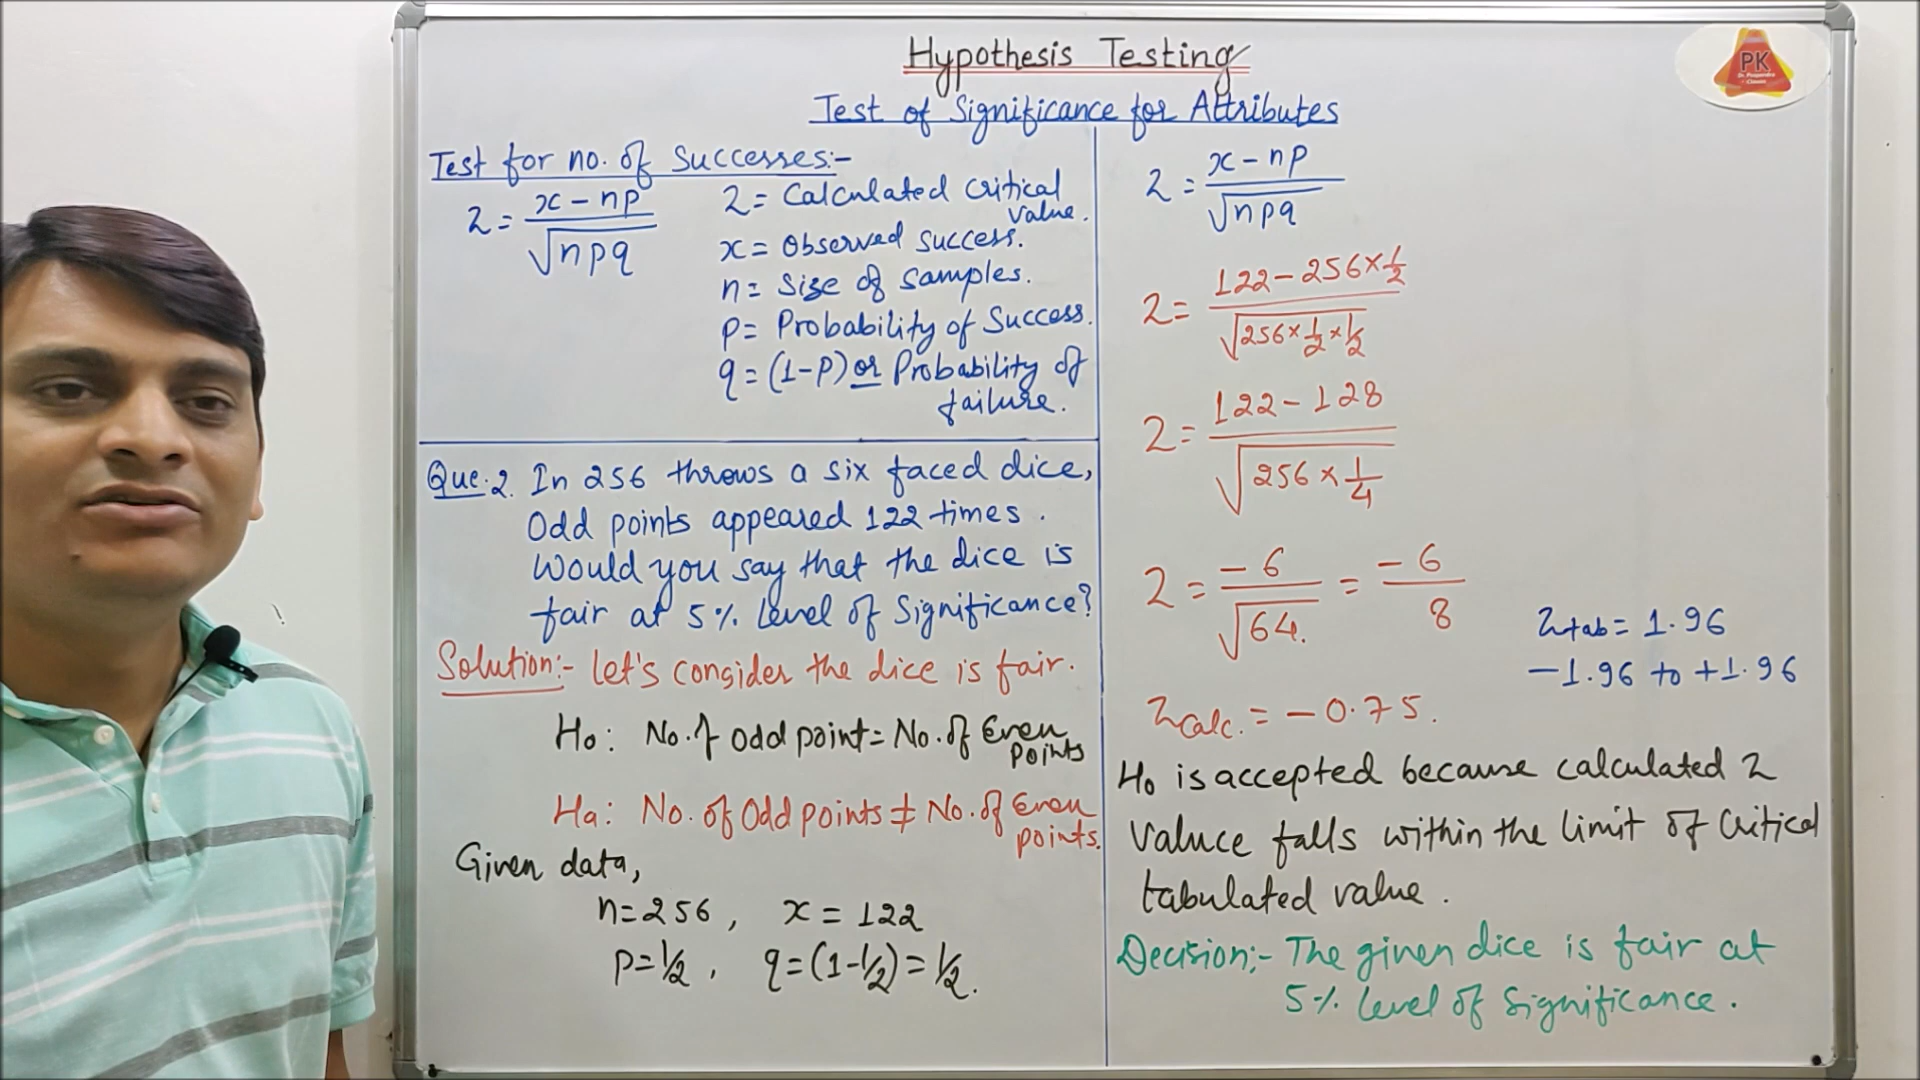 Hypothesis Testing
Test of Significance for Attributes
PK
Test for no. of Successes:-
Z = x - np / √npq
Z = Calculated Critical value.
x = Observed Success.
n = Size of Samples.
p = Probability of Success.
q = (1-P) or Probability of failure.
Que.2. In 256 throws a six faced dice,
Odd points appeared 122 times.
Would you say that the dice is
fair at 5% Level of Significance?
Solution:- Let's consider the dice is fair.
Ho: No. of odd point = No. of Even Points
Ha: No. of Odd points ≠ No. of Even points.
Given data,
n = 256, x = 122
p = 1/2, q = (1-1/2) = 1/2.
Z = x - np / √npq
Z = 122 - 256 × 1/2 / √256 × 1/2 × 1/2
Z = 122 - 128 / √256 × 1/4
Z = -6 / √64. = -6 / 8
Ztab = 1.96
-1.96 to +1.96
Zcalc. = -0.75.
Ho is accepted because calculated Z
Valuce falls within the limit of Critical
tabulated value.
Decision:- The given dice is fair at
5% Level of Significance.